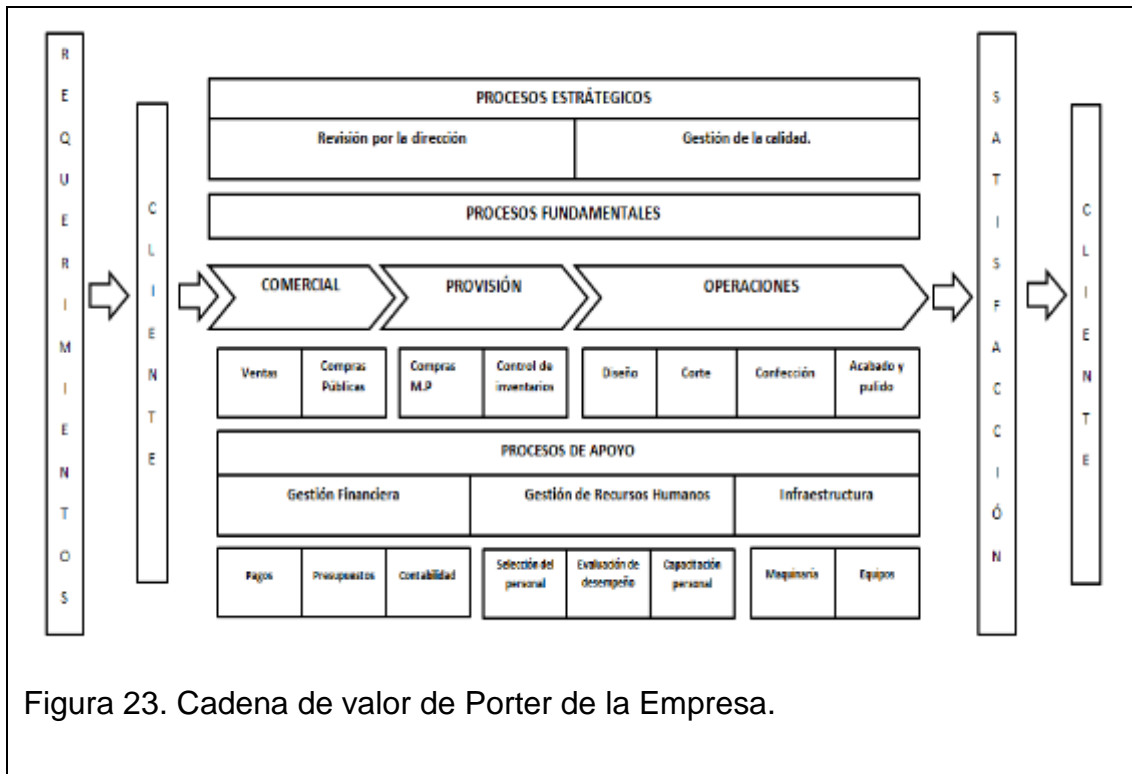 REQUERIMIENTOS
CLIENTE
PROCESOS ESTRÁTEGICOS
Revisión por la dirección
Gestión de la calidad.
PROCESOS FUNDAMENTALES
COMERCIAL
PROVISIÓN
OPERACIONES
Ventas
Compras
Públicas
Compras
M.P
Control de
inventarios
Diseño
Corte
Confección
Acabado y
pulido
PROCESOS DE APOYO
Gestión Financiera
Gestión de Recursos Humanos
Infraestructura
Pagos
Presupuestos
Contabilidad
Selección del
personal
Evaluación de
desempeño
Capacitación
personal
Maquinaria
Equipos
SATISFACCIÓN
CLIENTE
Figura 23. Cadena de valor de Porter de la Empresa.